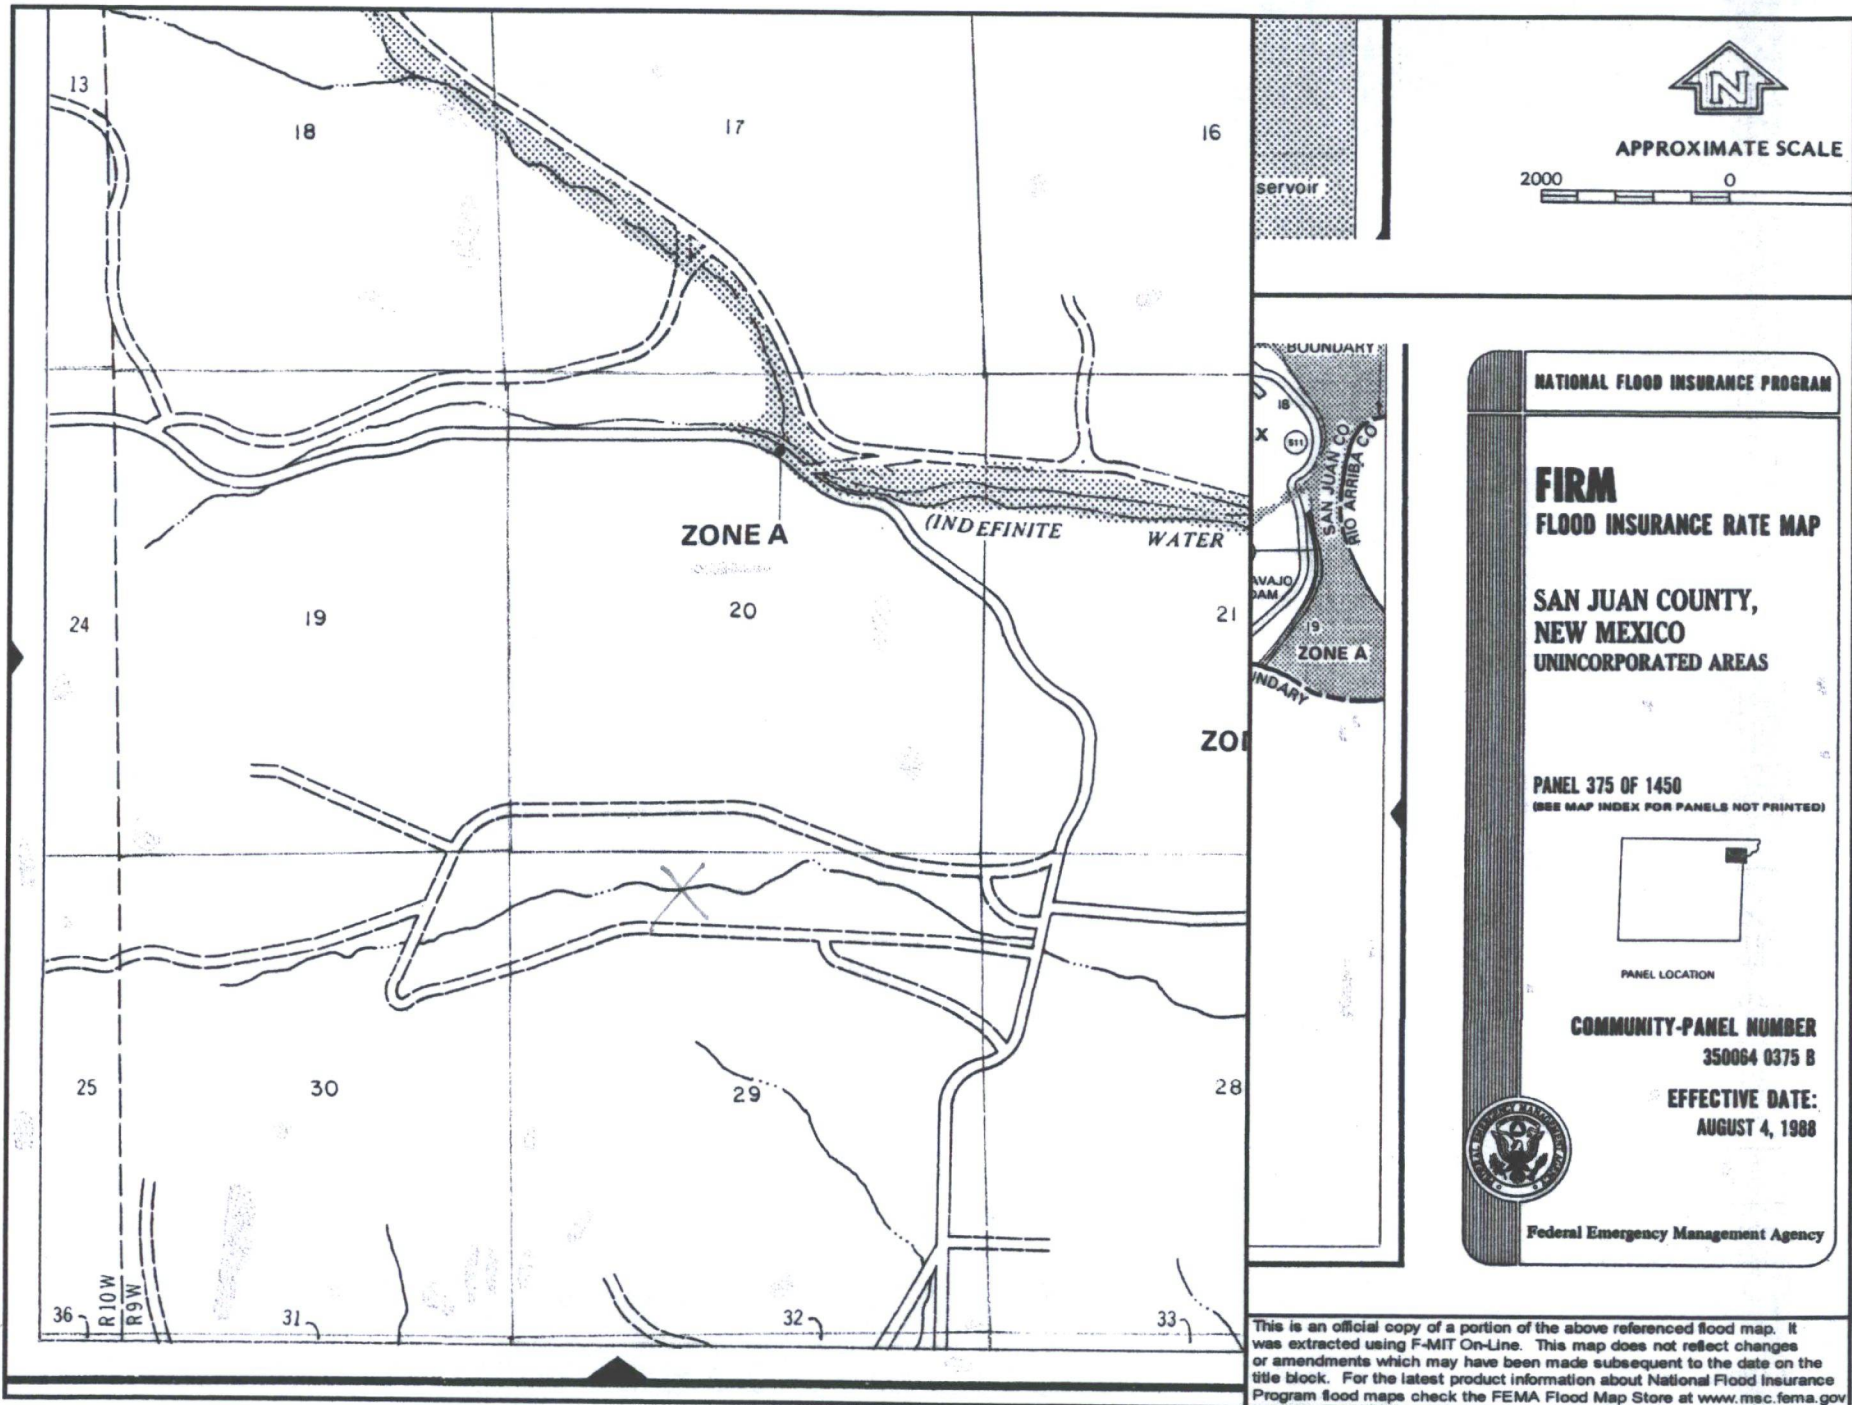 13
18
17
16
ZONE A
(INDEFINITE
WATER
24
19
20
21
25
30
29
28
36
R10W
R9W
31
32
33
servoir
BOUNDARY
18
X
511
SAN JUAN CO
RIO ARRIBA CO
AVAJO
DAM
19
ZONE A
UNDARY
N
APPROXIMATE SCALE
2000 0
NATIONAL FLOOD INSURANCE PROGRAM
FIRM
FLOOD INSURANCE RATE MAP
SAN JUAN COUNTY,
NEW MEXICO
UNINCORPORATED AREAS
PANEL 375 OF 1450
(SEE MAP INDEX FOR PANELS NOT PRINTED)
PANEL LOCATION
COMMUNITY-PANEL NUMBER
350064 0375 B
EFFECTIVE DATE:
AUGUST 4, 1988
Federal Emergency Management Agency
This is an official copy of a portion of the above referenced flood map. It
was extracted using F-MIT On-Line. This map does not reflect changes
or amendments which may have been made subsequent to the date on the
title block. For the latest product information about National Flood Insurance
Program flood maps check the FEMA Flood Map Store at www.msc.fema.gov